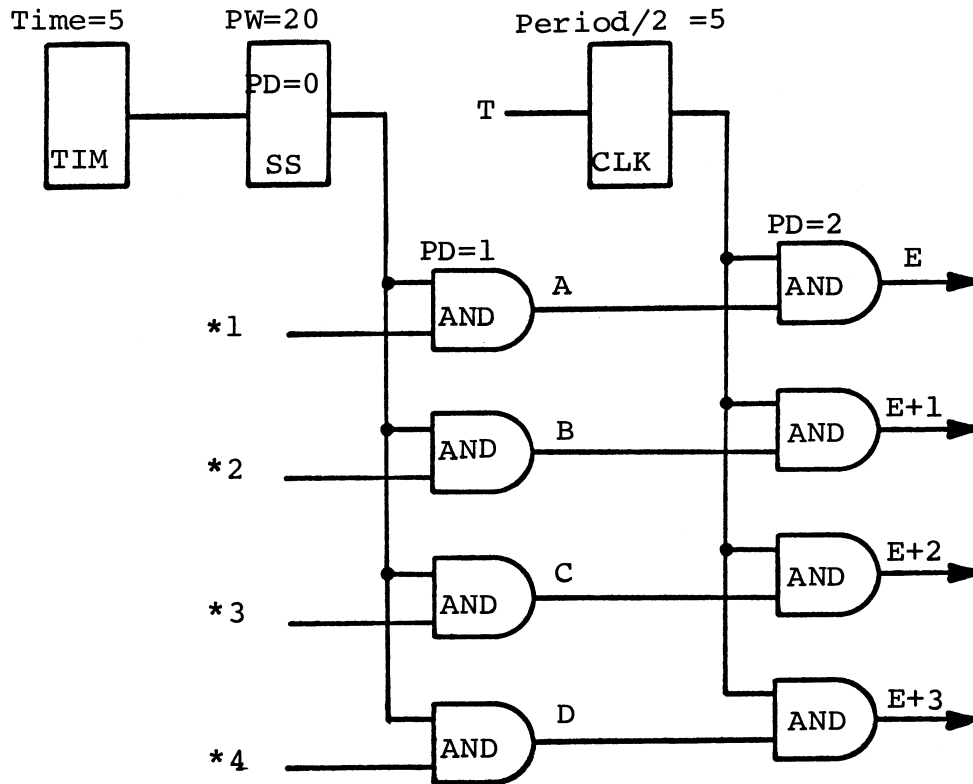 Time=5
PW=20
Period/2 =5
PD=0
T
TIM
SS
CLK
PD=1
PD=2
E
A
AND
AND
*1
B
AND
AND
E+1
*2
C
AND
AND
E+2
*3
D
AND
AND
E+3
*4